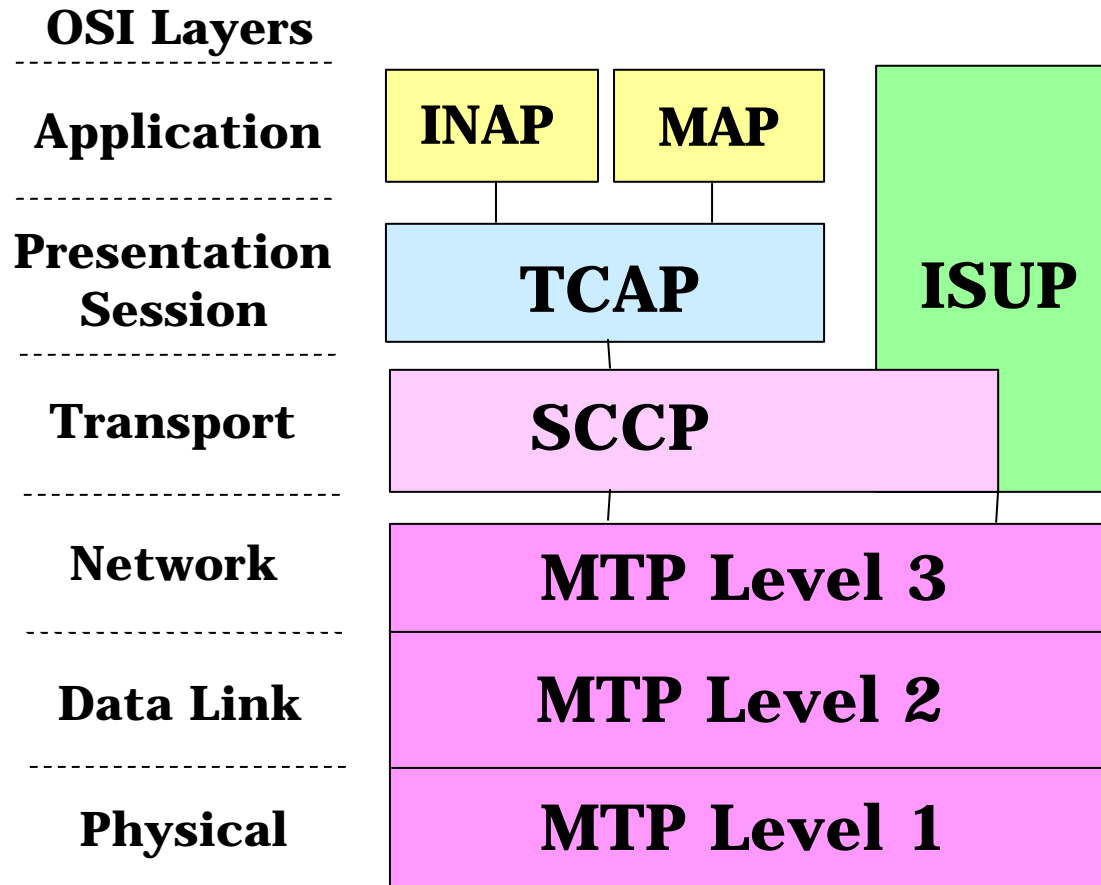 OSI Layers
Application
INAP
MAP
Presentation
Session
TCAP
ISUP
Transport
SCCP
Network
MTP Level 3
Data Link
MTP Level 2
Physical
MTP Level 1